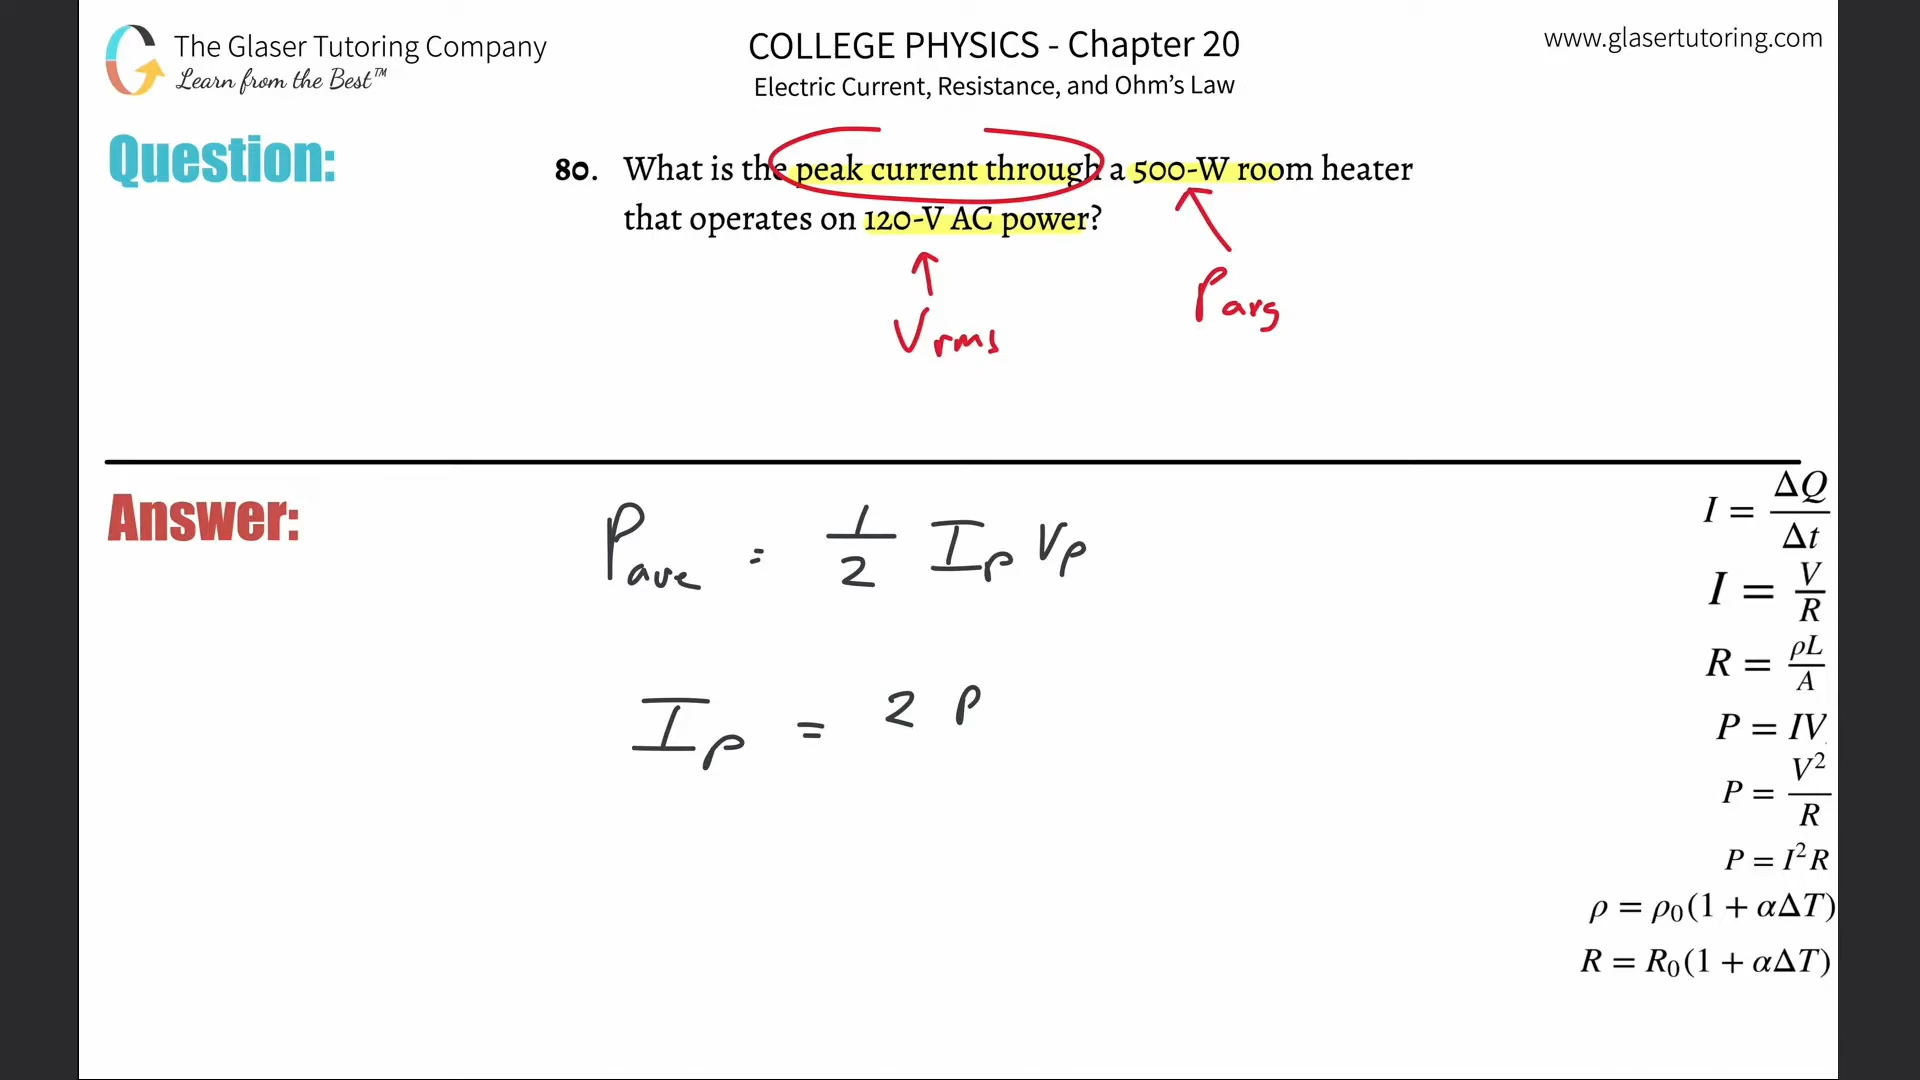 The Glaser Tutoring Company
Learn from the Best™
COLLEGE PHYSICS - Chapter 20
Electric Current, Resistance, and Ohm's Law
www.glasertutoring.com
Question:
80. What is the peak current through a 500-W room heater
that operates on 120-V AC power?
Vrms
Pavg
Answer:
Pave = 1/2 Ip Vp
Ip = 2 P
I = ΔQ/Δt
I = V/R
R = ρL/A
P = IV
P = V²/R
P = I²R
ρ = ρ₀(1 + αΔT)
R = R₀(1 + αΔT)